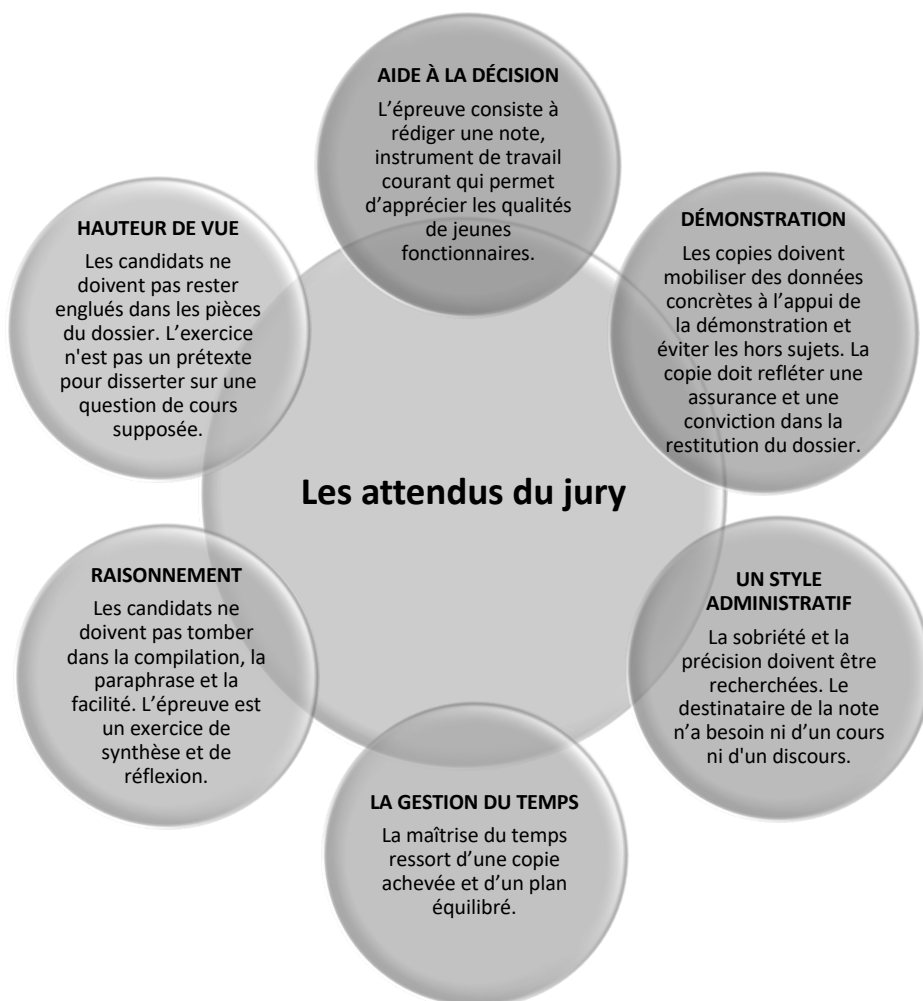 AIDE À LA DÉCISION
L’épreuve consiste à
rédiger une note,
instrument de travail
courant qui permet
d’apprécier les qualités
de jeunes
fonctionnaires.
DÉMONSTRATION
Les copies doivent
mobiliser des données
concrètes à l’appui de
la démonstration et
éviter les hors sujets. La
copie doit refléter une
assurance et une
conviction dans la
restitution du dossier.
UN STYLE
ADMINISTRATIF
La sobriété et la
précision doivent être
recherchées. Le
destinataire de la note
n’a besoin ni d’un cours
ni d'un discours.
LA GESTION DU TEMPS
La maîtrise du temps
ressort d’une copie
achevée et d’un plan
équilibré.
RAISONNEMENT
Les candidats ne
doivent pas tomber
dans la compilation, la
paraphrase et la
facilité. L’épreuve est
un exercice de
synthèse et de
réflexion.
HAUTEUR DE VUE
Les candidats ne
doivent pas rester
englués dans les pièces
du dossier. L’exercice
n'est pas un prétexte
pour disserter sur une
question de cours
supposée.
Les attendus du jury